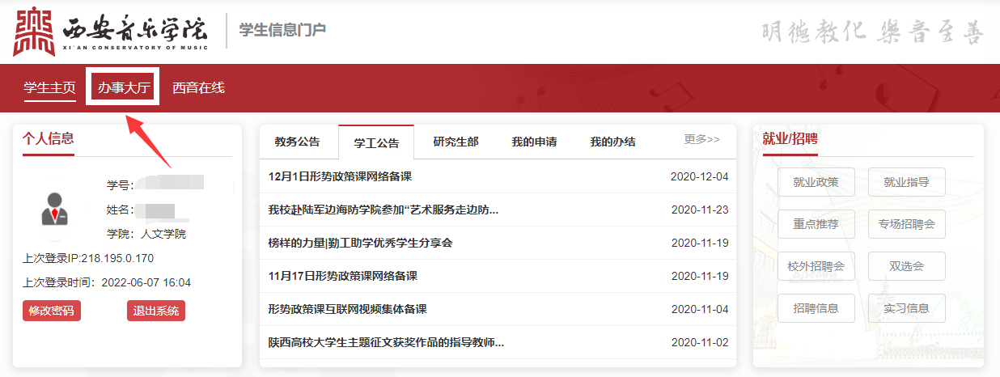 西安音乐学院
XI'AN CONSERVATORY OF MUSIC
学生信息门户
明德教化 樂音至善
学生主页 办事大厅 西音在线
个人信息
学号:
姓名:
学院：人文学院
上次登录IP:218.195.0.170
上次登录时间：2022-06-07 16:04
修改密码 退出系统
教务公告 学工公告 研究生部 我的申请 我的办结 更多>>
12月1日形势政策课网络备课 2020-12-04
我校赴陆军边海防学院参加“艺术服务走边防... 2020-11-23
榜样的力量|勤工助学优秀学生分享会 2020-11-19
11月17日形势政策课网络备课 2020-11-19
形势政策课互联网视频集体备课 2020-11-04
陕西高校大学生主题征文获奖作品的指导教师... 2020-11-02
就业/招聘
就业政策 就业指导
重点推荐 专场招聘会
校外招聘会 双选会
招聘信息 实习信息